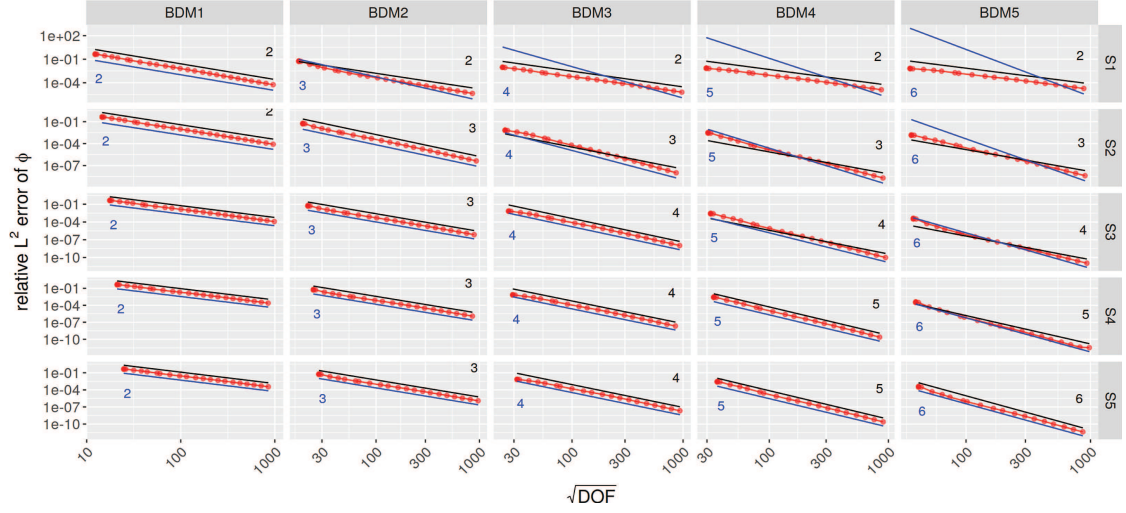 BDM1 BDM2 BDM3 BDM4 BDM5
relative L² error of ϕ
1e+02
1e-01
1e-04
2 2 2 3 2 4 2 5 2 6
S1
1e-01
1e-04
1e-07
2 2 3 3 3 4 3 5 3 6
S2
1e-01
1e-04
1e-07
1e-10
2 2 3 3 4 4 4 5 4 6
S3
1e-01
1e-04
1e-07
1e-10
2 2 3 3 4 4 5 5 5 6
S4
1e-01
1e-04
1e-07
1e-10
2 2 3 3 4 4 5 5 6 6
S5
10 100 1000 30 100 300 1000 30 100 300 1000 30 100 300 1000 30 100 300 1000
√DOF